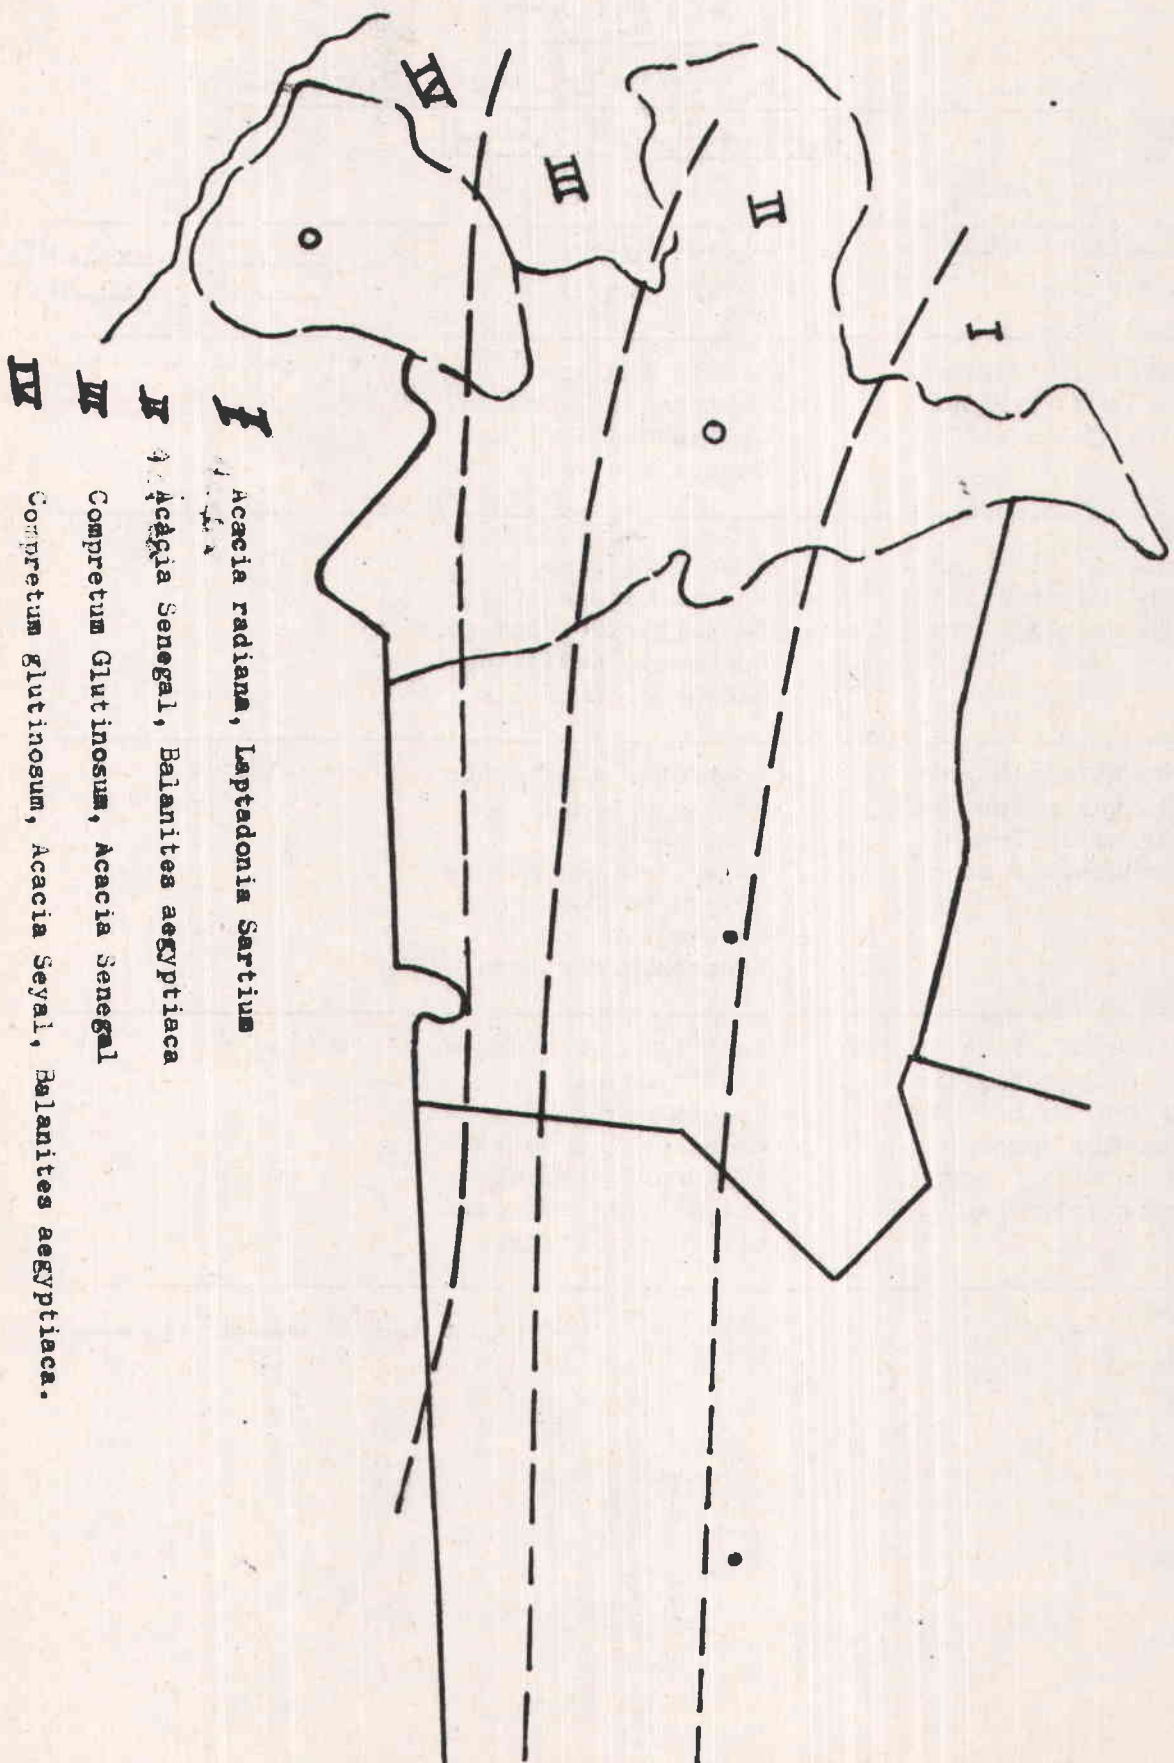 IV
III
II
I
I Acacia radiana, Laptadonia Sartium
II Acacia Senegal, Balanites aegyptiaca
III Compretum Glutinosum, Acacia Senegal
IV Compretum glutinosum, Acacia Seyal, Balanites aegyptiaca.